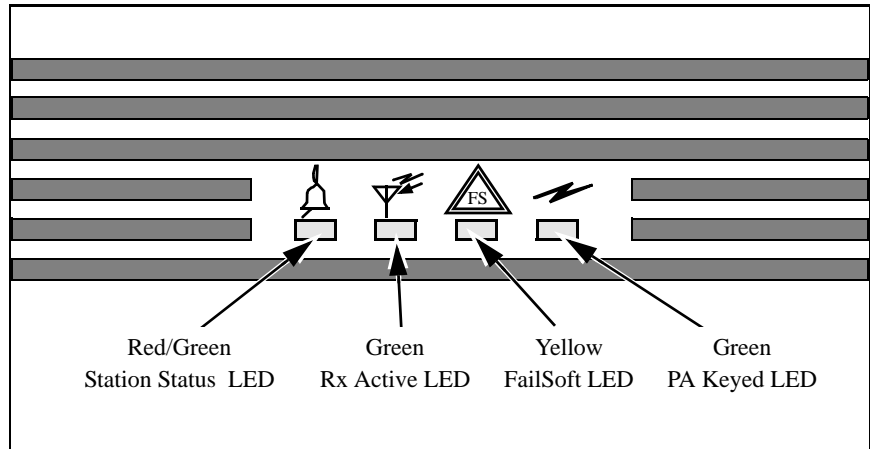 FS
Red/Green
Station Status LED
Green
Rx Active LED
Yellow
FailSoft LED
Green
PA Keyed LED